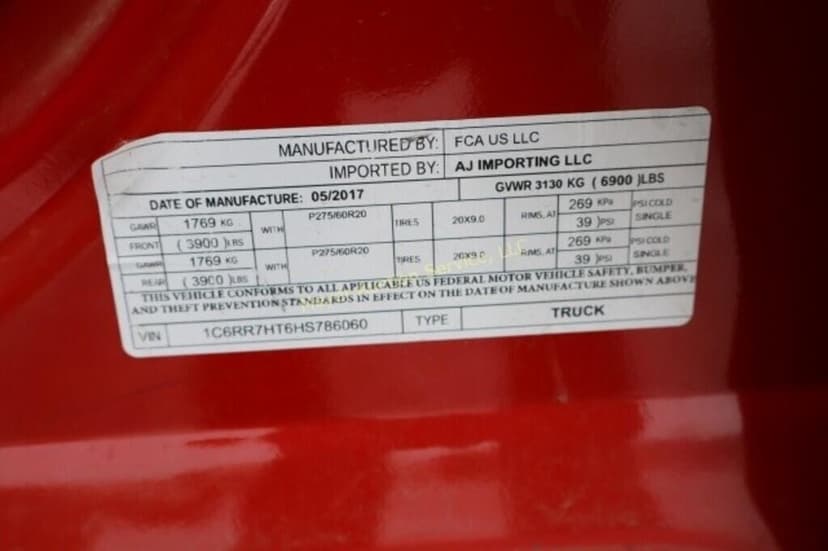 MANUFACTURED BY: FCA US LLC
IMPORTED BY: AJ IMPORTING LLC
DATE OF MANUFACTURE: 05/2017 GVWR 3130 KG ( 6900 )LBS
GAWR 1769 KG WITH P275/60R20 TIRES 20X9.0 RIMS, AT 269 KPa PSI COLD
FRONT ( 3900 )LBS 39 )PSI SINGLE
GAWR 1769 KG WITH P275/60R20 TIRES 20X9.0 RIMS, AT 269 KPa PSI COLD
REAR ( 3900 )LBS 39 )PSI SINGLE
THIS VEHICLE CONFORMS TO ALL APPLICABLE US FEDERAL MOTOR VEHICLE SAFETY, BUMPER,
AND THEFT PREVENTION STANDARDS IN EFFECT ON THE DATE OF MANUFACTURE SHOWN ABOVE
VIN 1C6RR7HT6HS786060 TYPE TRUCK
Service, LLC